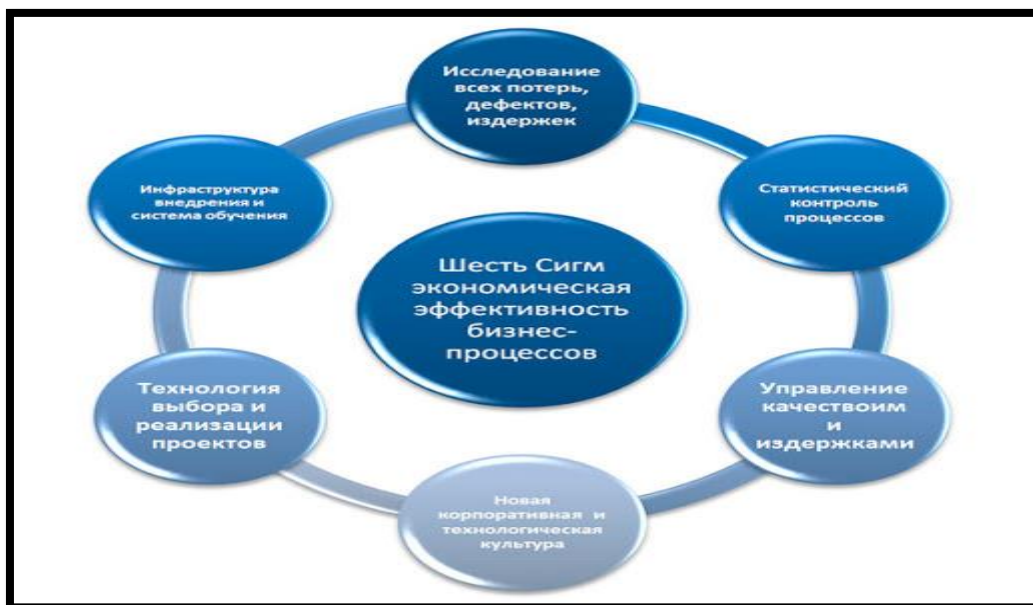 Исследование
всех потерь,
дефектов,
издержек
Инфраструктура
внедрения и
система обучения
Статистический
контроль
процессов
Шесть Сигм
экономическая
эффективность
бизнес-
процессов
Технология
выбора и
реализации
проектов
Управление
качествоим
и
издержками
Новая
корпоративная и
технологическая
культура